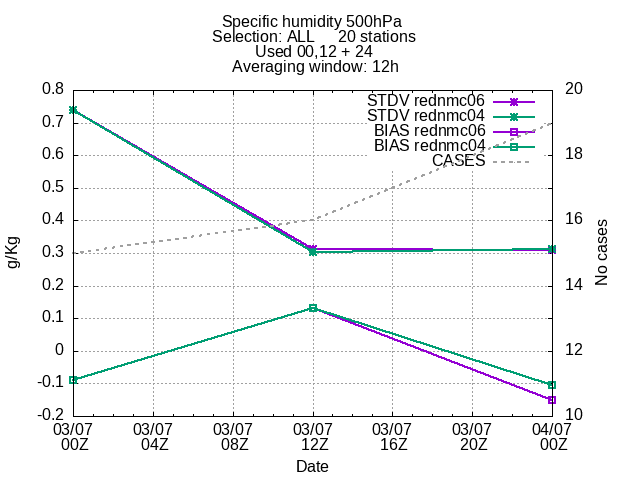 Specific humidity 500hPa
Selection: ALL 20 stations
Used 00,12 + 24
Averaging window: 12h
STDV rednmc06
STDV rednmc04
BIAS rednmc06
BIAS rednmc04
CASES
0.8
0.7
0.6
0.5
0.4
0.3
0.2
0.1
0
-0.1
-0.2
g/Kg
20
18
16
14
12
10
No cases
03/07 03/07 03/07 03/07 03/07 03/07 04/07
00Z 04Z 08Z 12Z 16Z 20Z 00Z
Date